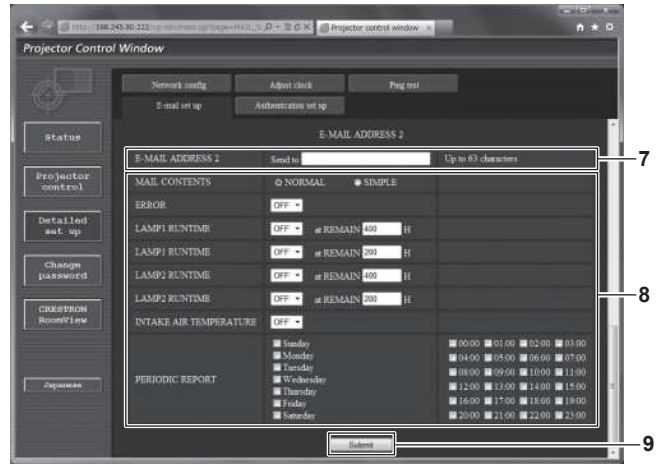 Projector control window
Projector Control Window
Network config Adjust clock Ping test
E-mail set up Authentication set up
Status
Projector control
Detailed set up
Change password
CRESTRON RoomView
Japanese
E-MAIL ADDRESS 2
E-MAIL ADDRESS 2 Send to Up to 63 characters 7
MAIL CONTENTS NORMAL SIMPLE
ERROR OFF
LAMP1 RUNTIME OFF at REMAIN 400 H
LAMP1 RUNTIME OFF at REMAIN 200 H
LAMP2 RUNTIME OFF at REMAIN 400 H
8
LAMP2 RUNTIME OFF at REMAIN 200 H
INTAKE AIR TEMPERATURE OFF
PERIODIC REPORT
Sunday
Monday
Tuesday
Wednesday
Thursday
Friday
Saturday
00:00 01:00 02:00 03:00
04:00 05:00 06:00 07:00
08:00 09:00 10:00 11:00
12:00 13:00 14:00 15:00
16:00 17:00 18:00 19:00
20:00 21:00 22:00 23:00
Submit 9